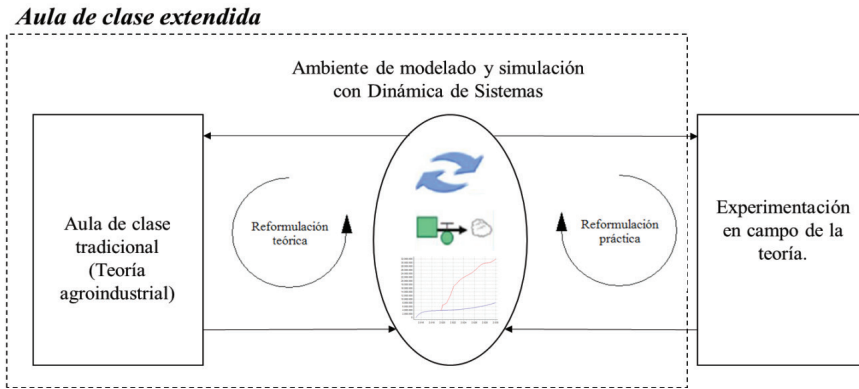 Aula de clase extendida
Ambiente de modelado y simulación
con Dinámica de Sistemas
Aula de clase
tradicional
(Teoría
agroindustrial)
Reformulación
teórica
Reformulación
práctica
Experimentación
en campo de la
teoría.